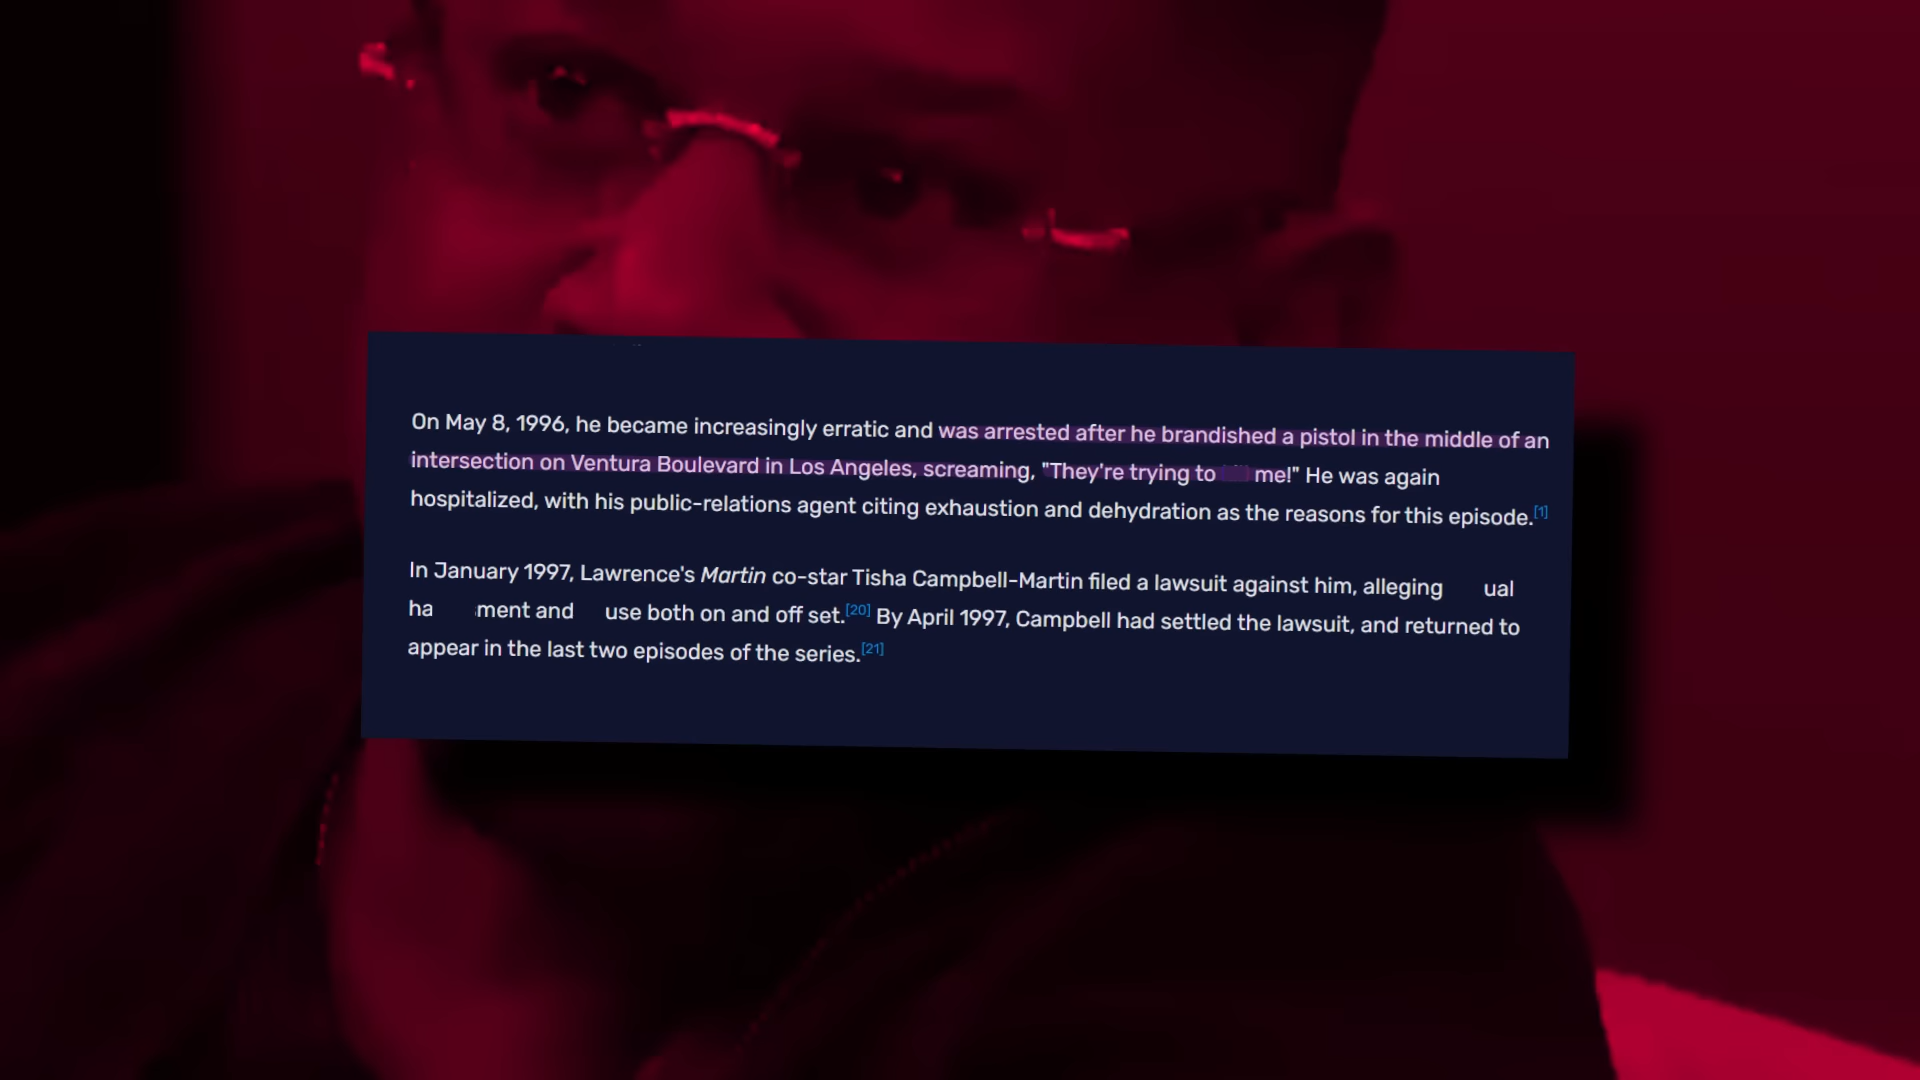 On May 8, 1996, he became increasingly erratic and was arrested after he brandished a pistol in the middle of an
intersection on Ventura Boulevard in Los Angeles, screaming, "They're trying to me!" He was again
hospitalized, with his public-relations agent citing exhaustion and dehydration as the reasons for this episode.[1]
In January 1997, Lawrence's Martin co-star Tisha Campbell-Martin filed a lawsuit against him, alleging ual
ha ment and use both on and off set.[20] By April 1997, Campbell had settled the lawsuit, and returned to
appear in the last two episodes of the series.[21]